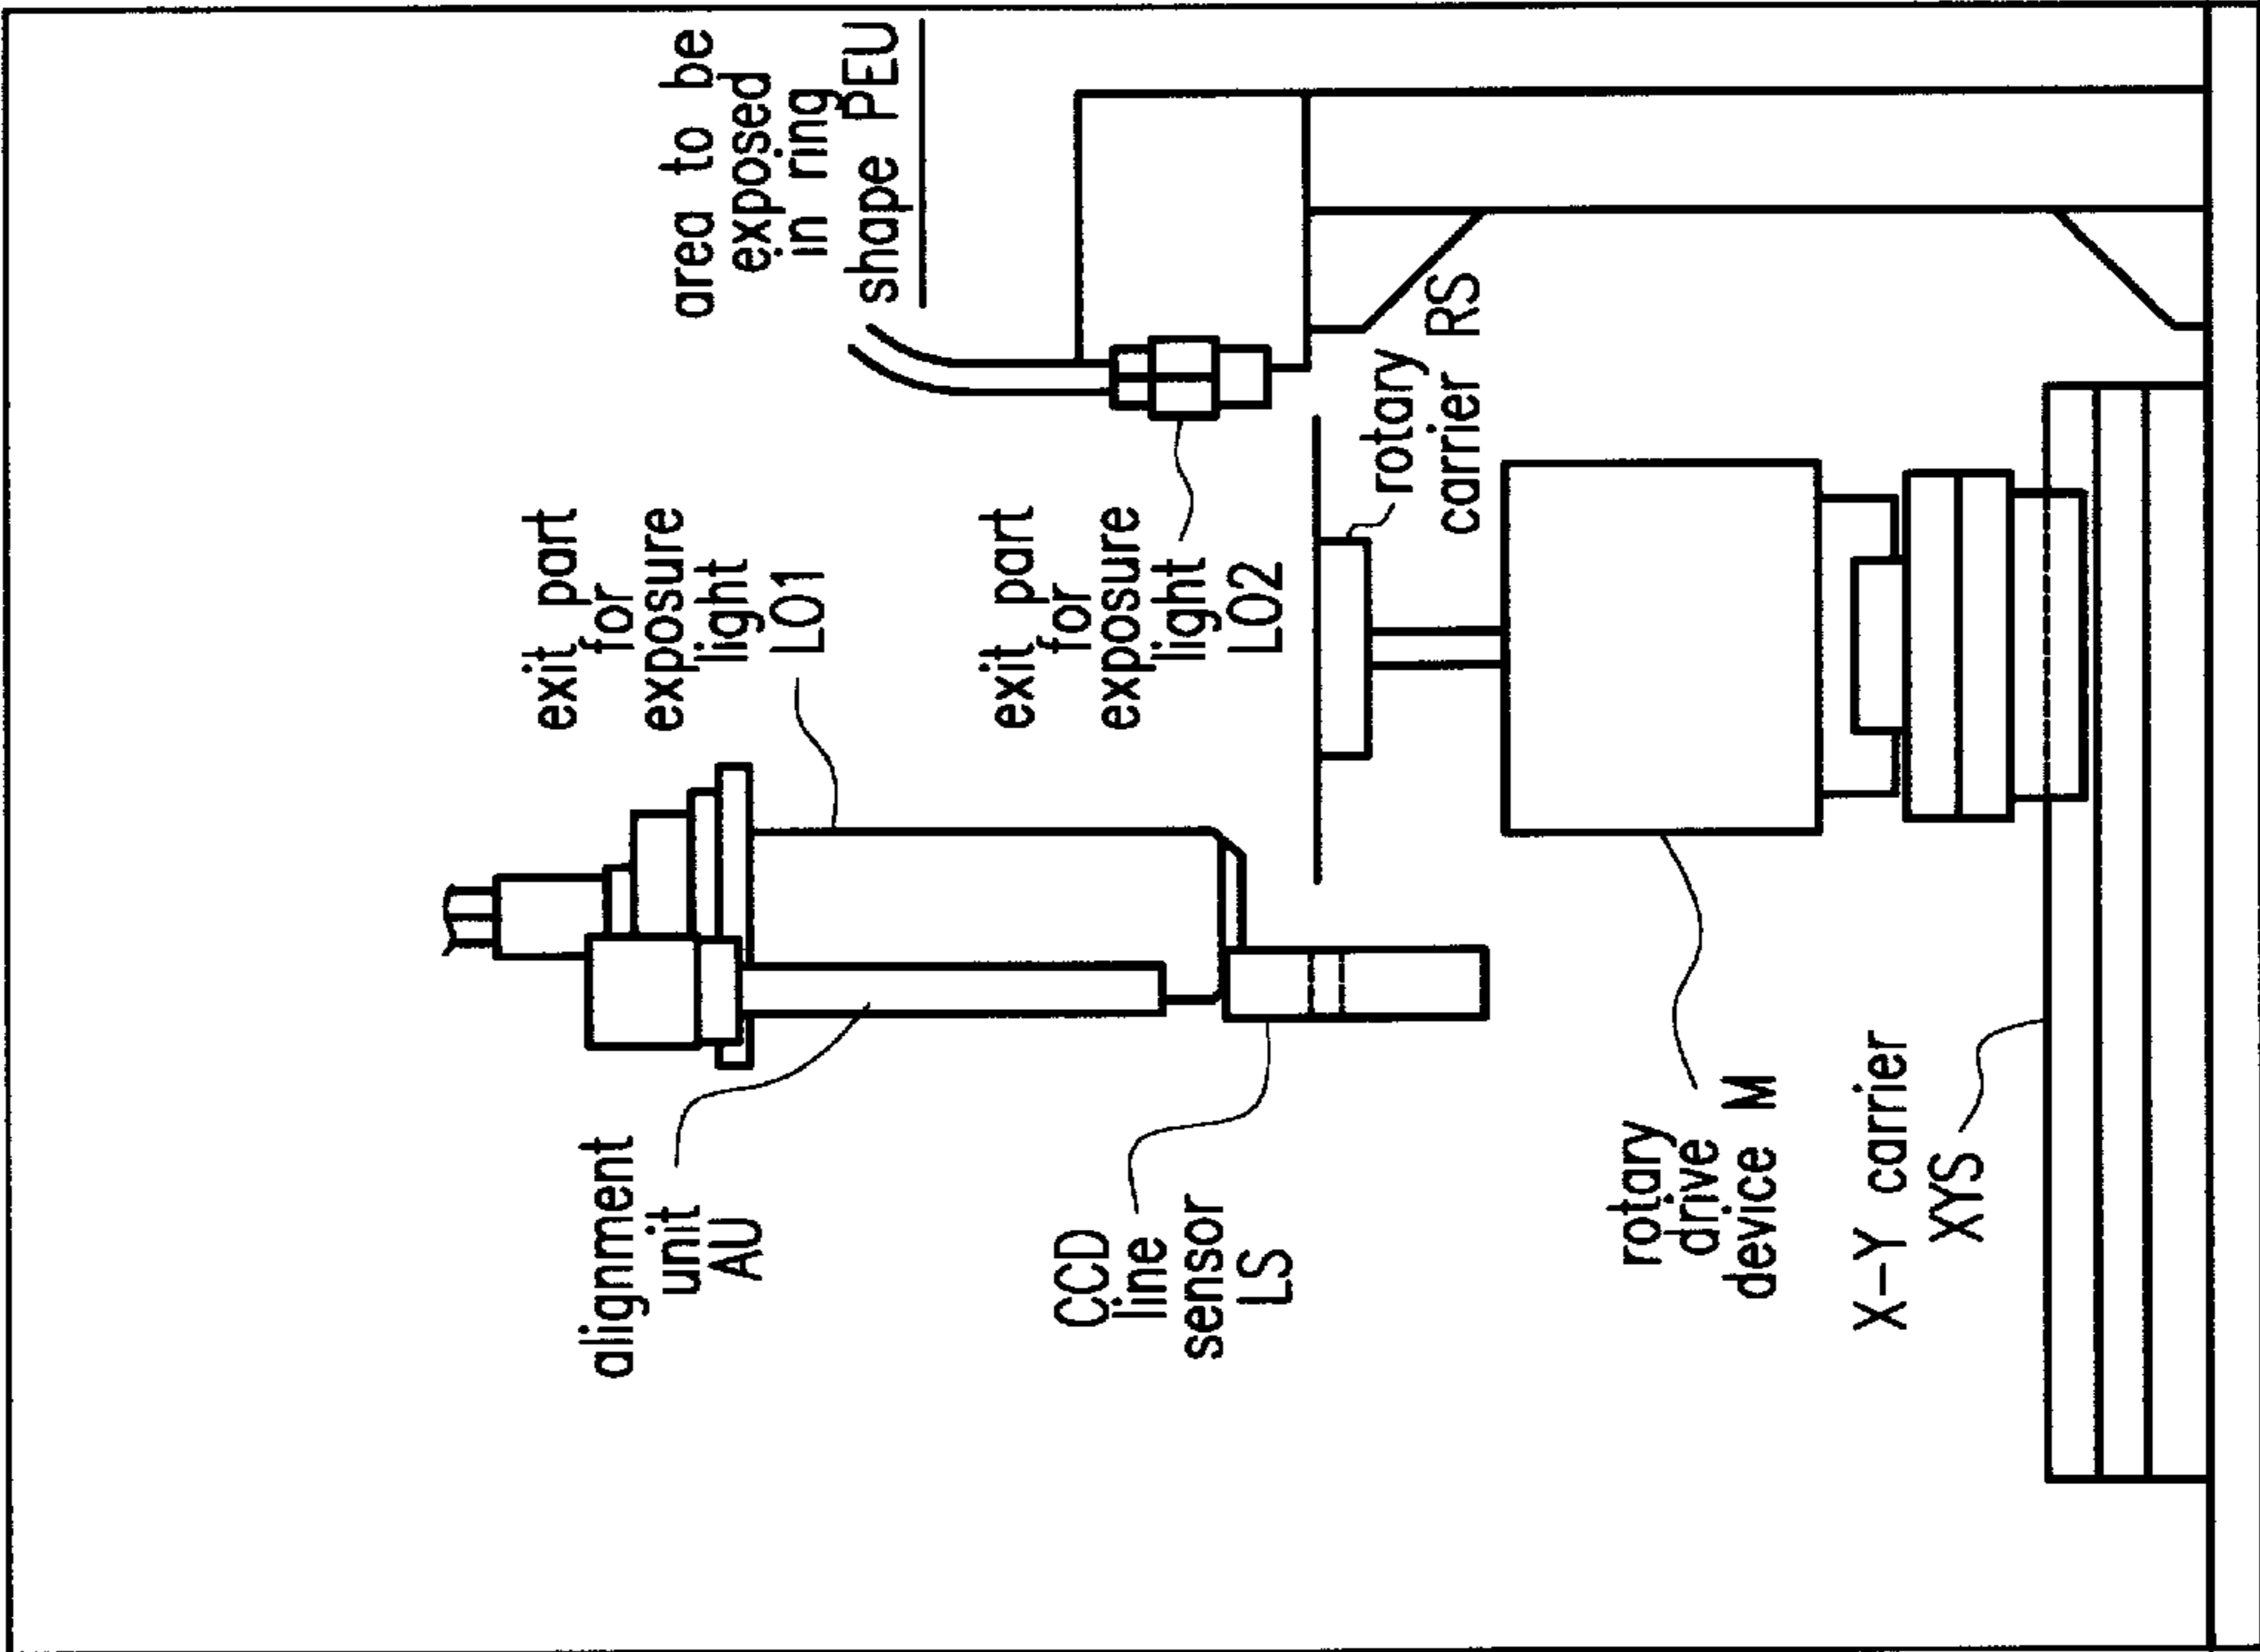 area to be
exposed
in ring
shape PEU
exit part
for
exposure
light
LO1
exit part
for
exposure
light
LO2
rotary
carrier RS
alignment
unit
AU
CCD
line
sensor
LS
rotary
drive
device M
X-Y carrier
XYS